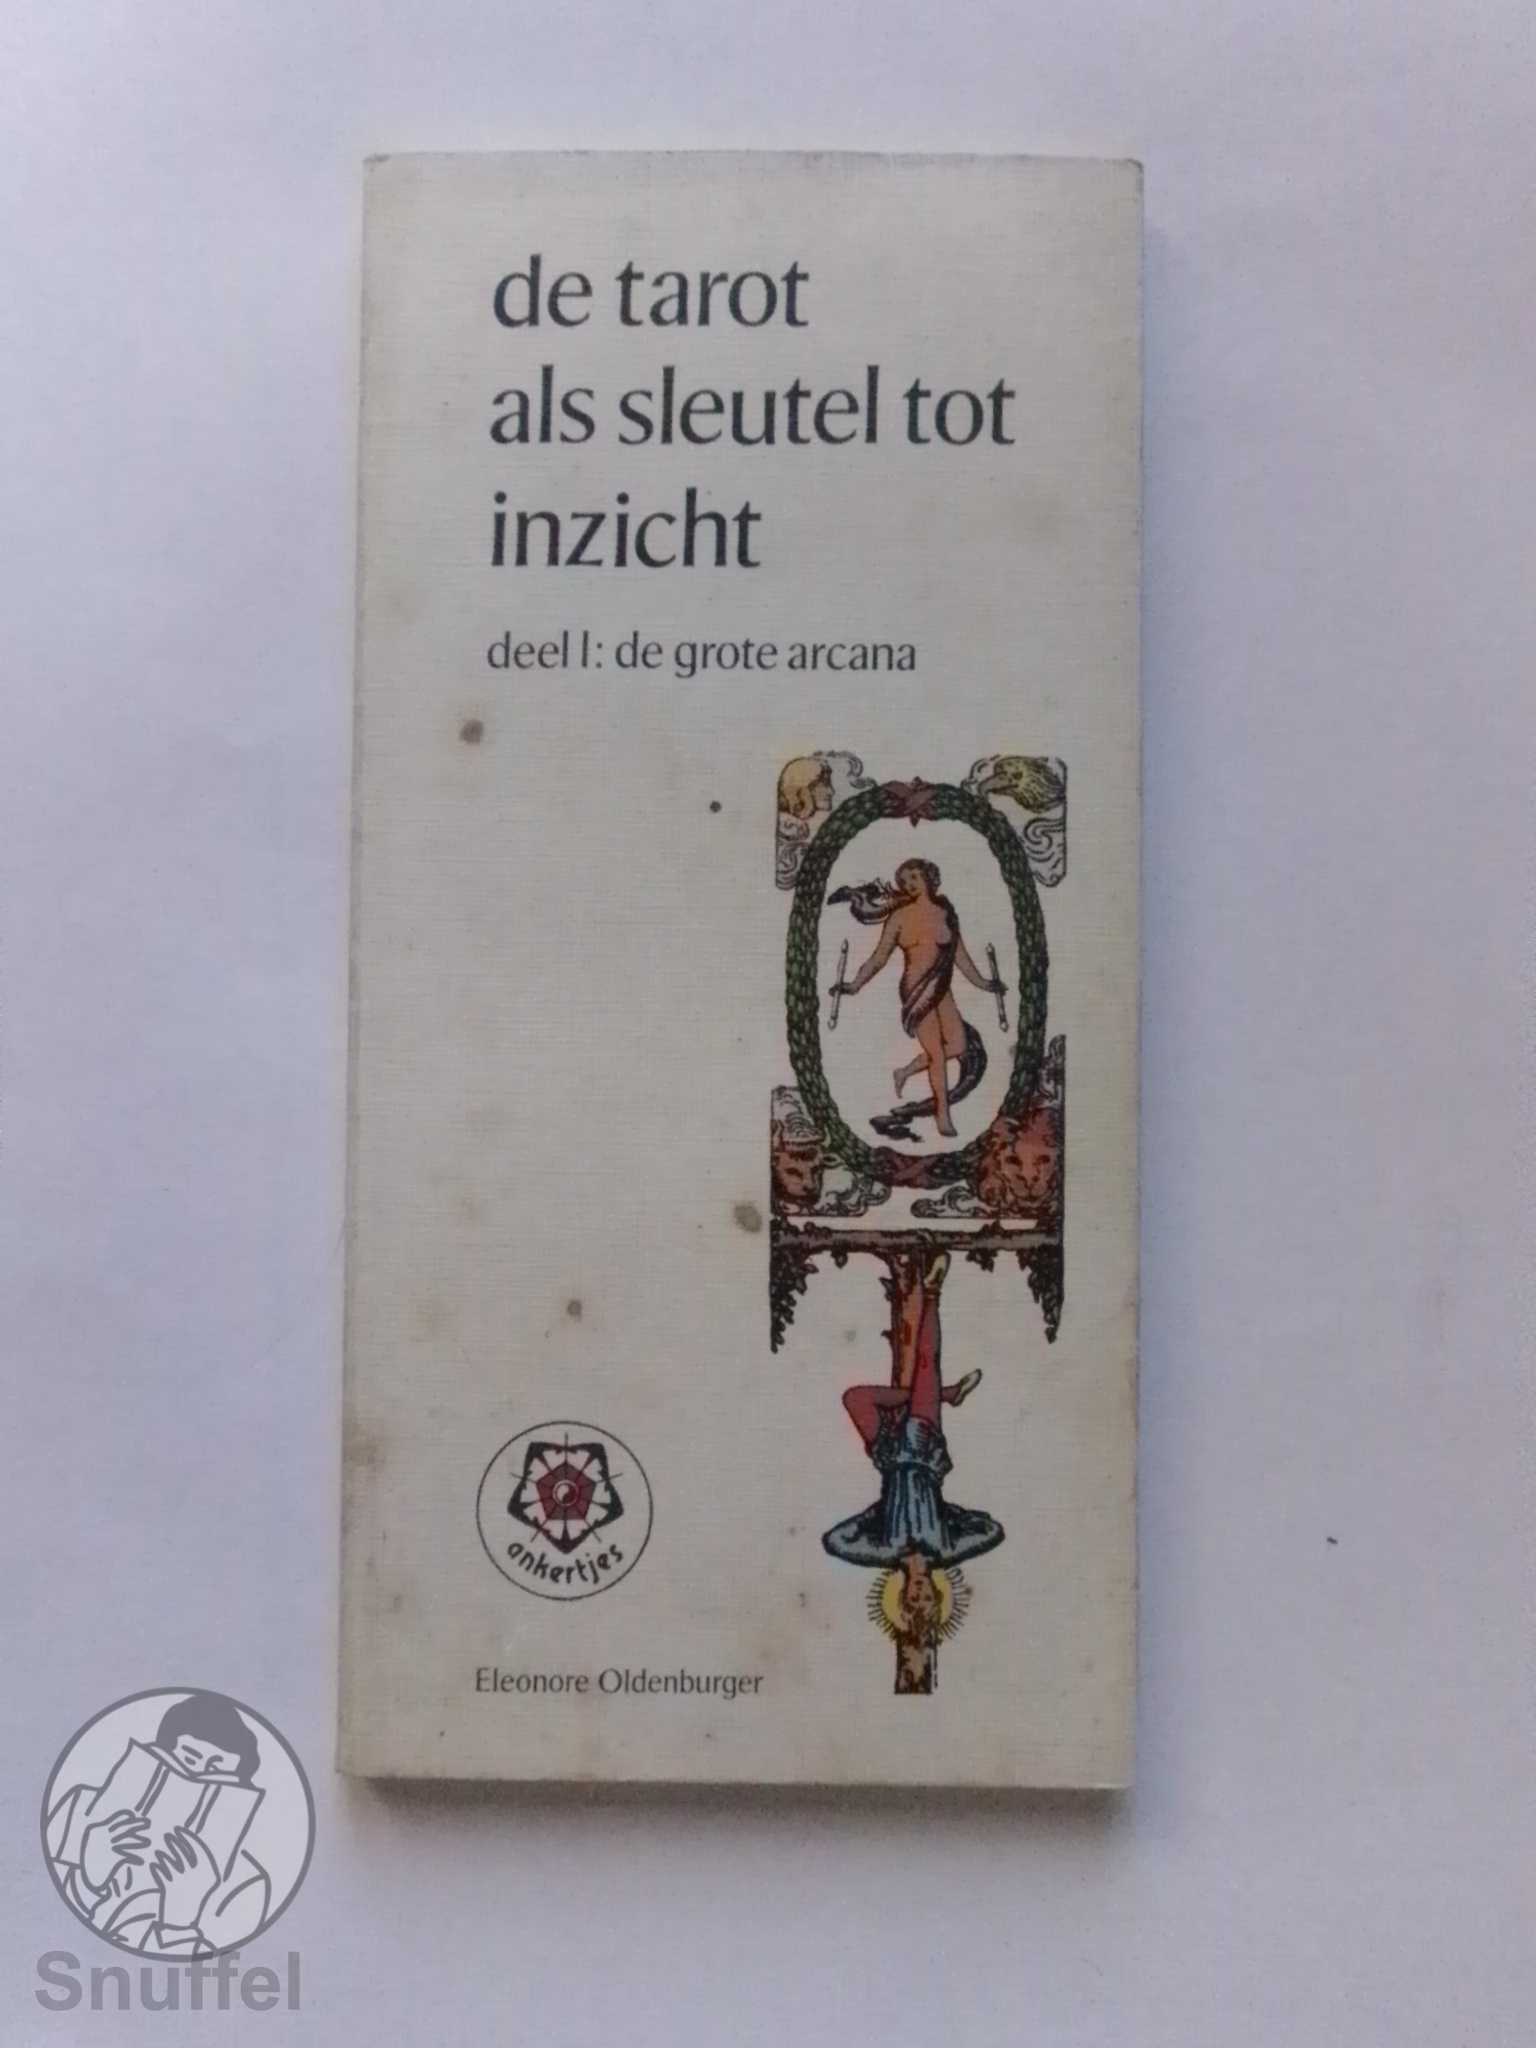 de tarot
als sleutel tot
inzicht
deel I: de grote arcana
ankertjes
Eleonore Oldenburger
Snuffel